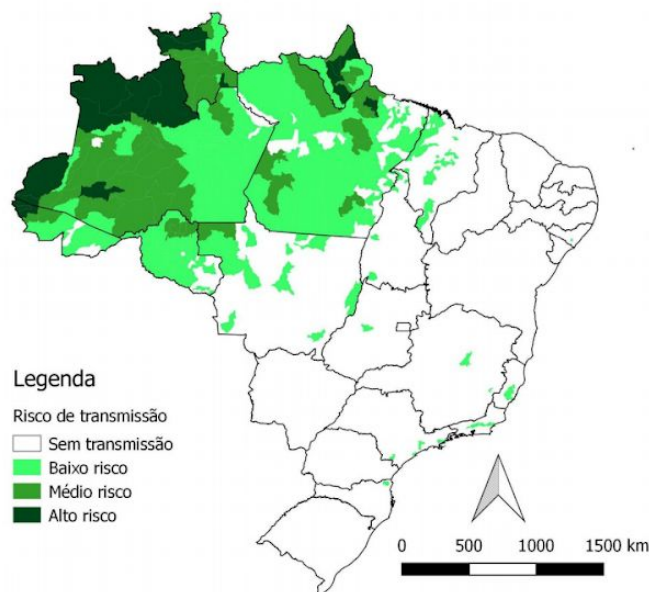 Legenda
Risco de transmissão
Sem transmissão
Baixo risco
Médio risco
Alto risco
0 500 1000 1500 km